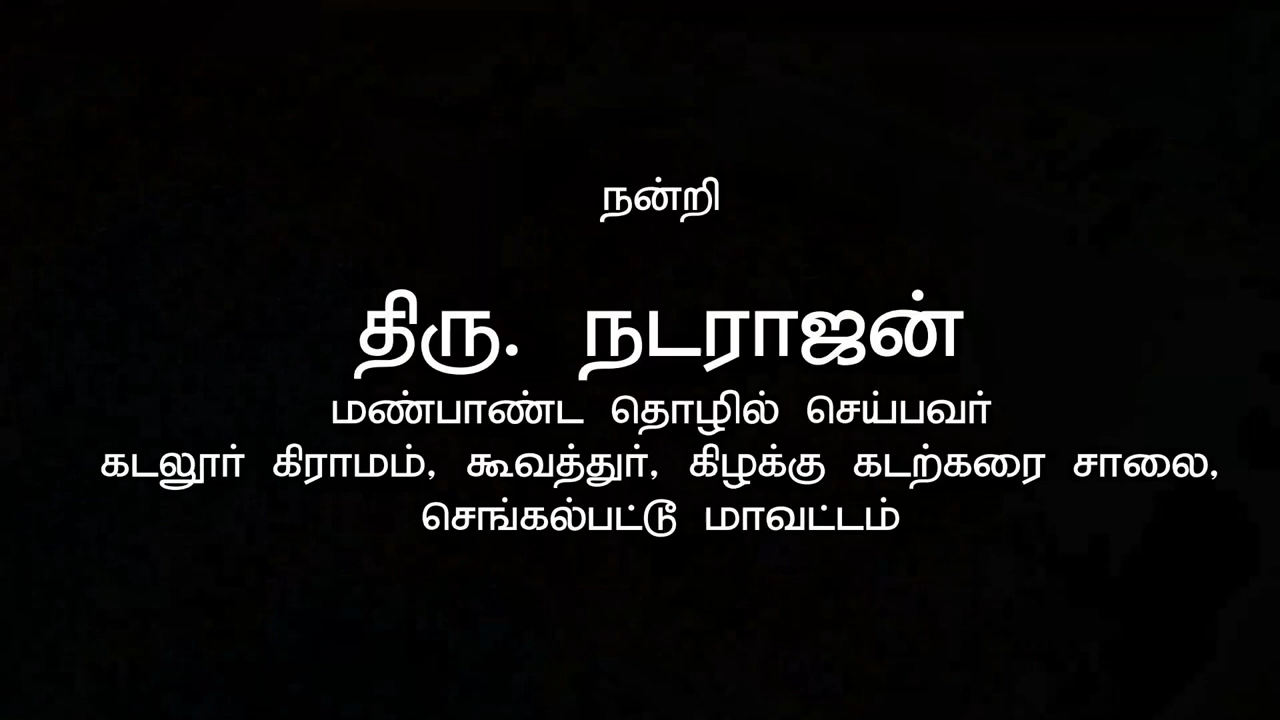 நன்றி
திரு. நடராஜன்
மண்பாண்ட தொழில் செய்பவர்
கடலூர் கிராமம், கூவத்துர், கிழக்கு கடற்கரை சாலை,
செங்கல்பட்டூ மாவட்டம்